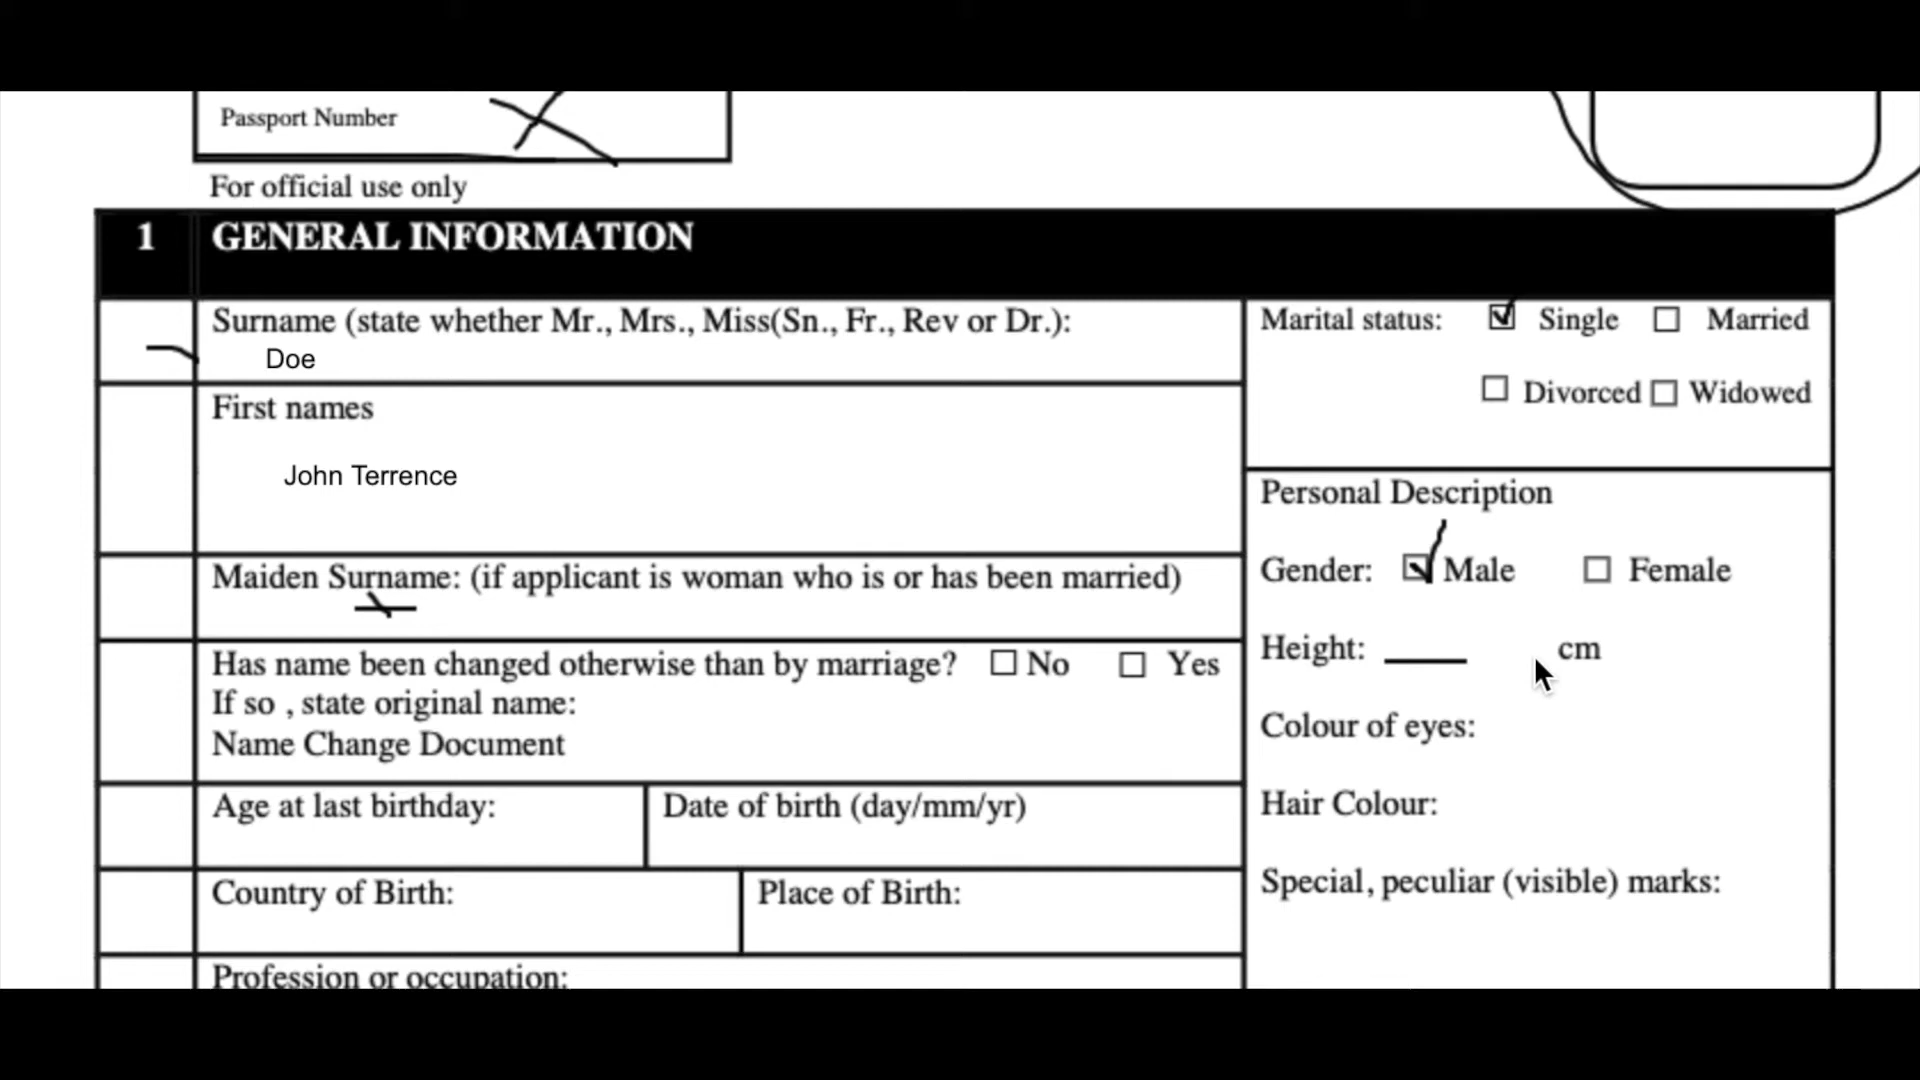 Passport Number
For official use only
1 GENERAL INFORMATION
Surname (state whether Mr., Mrs., Miss(Sn., Fr., Rev or Dr.):
Doe
First names
John Terrence
Maiden Surname: (if applicant is woman who is or has been married)
Has name been changed otherwise than by marriage? No Yes
If so , state original name:
Name Change Document
Age at last birthday:
Date of birth (day/mm/yr)
Country of Birth:
Place of Birth:
Profession or occupation:
Marital status: Single Married
Divorced Widowed
Personal Description
Gender: Male Female
Height: cm
Colour of eyes:
Hair Colour:
Special, peculiar (visible) marks: